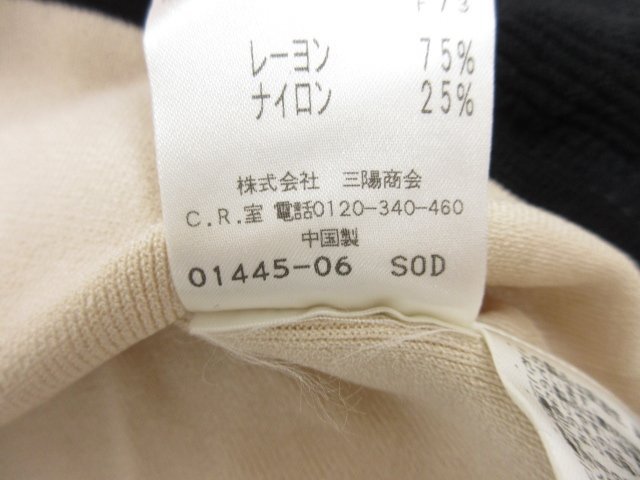 レーヨン 75%
ナイロン 25%
株式会社 三陽商会
C.R.室 電話0120-340-460
中国製
01445-06 SOD